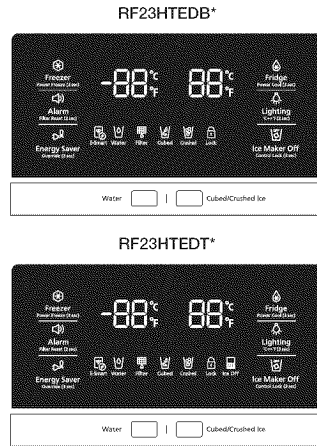 RF23HTEDB*
-88 °C °F 88 °C °F
Freezer
Power Freeze (3 sec)
Alarm
Filter Reset (3 sec)
Energy Saver
Override (3 sec)
E-Smart Water Filter Cubed Crushed Lock
Fridge
Power Cool (3 sec)
Lighting
°C↔°F (3 sec)
Ice Maker Off
Control Lock (3 sec)
Water | Cubed/Crushed Ice
RF23HTEDT*
-88 °C °F 88 °C °F
Freezer
Power Freeze (3 sec)
Alarm
Filter Reset (3 sec)
Energy Saver
Override (3 sec)
E-Smart Water Filter Cubed Crushed Lock Ice Off
Fridge
Power Cool (3 sec)
Lighting
°C↔°F (3 sec)
Ice Maker Off
Control Lock (3 sec)
Water | Cubed/Crushed Ice